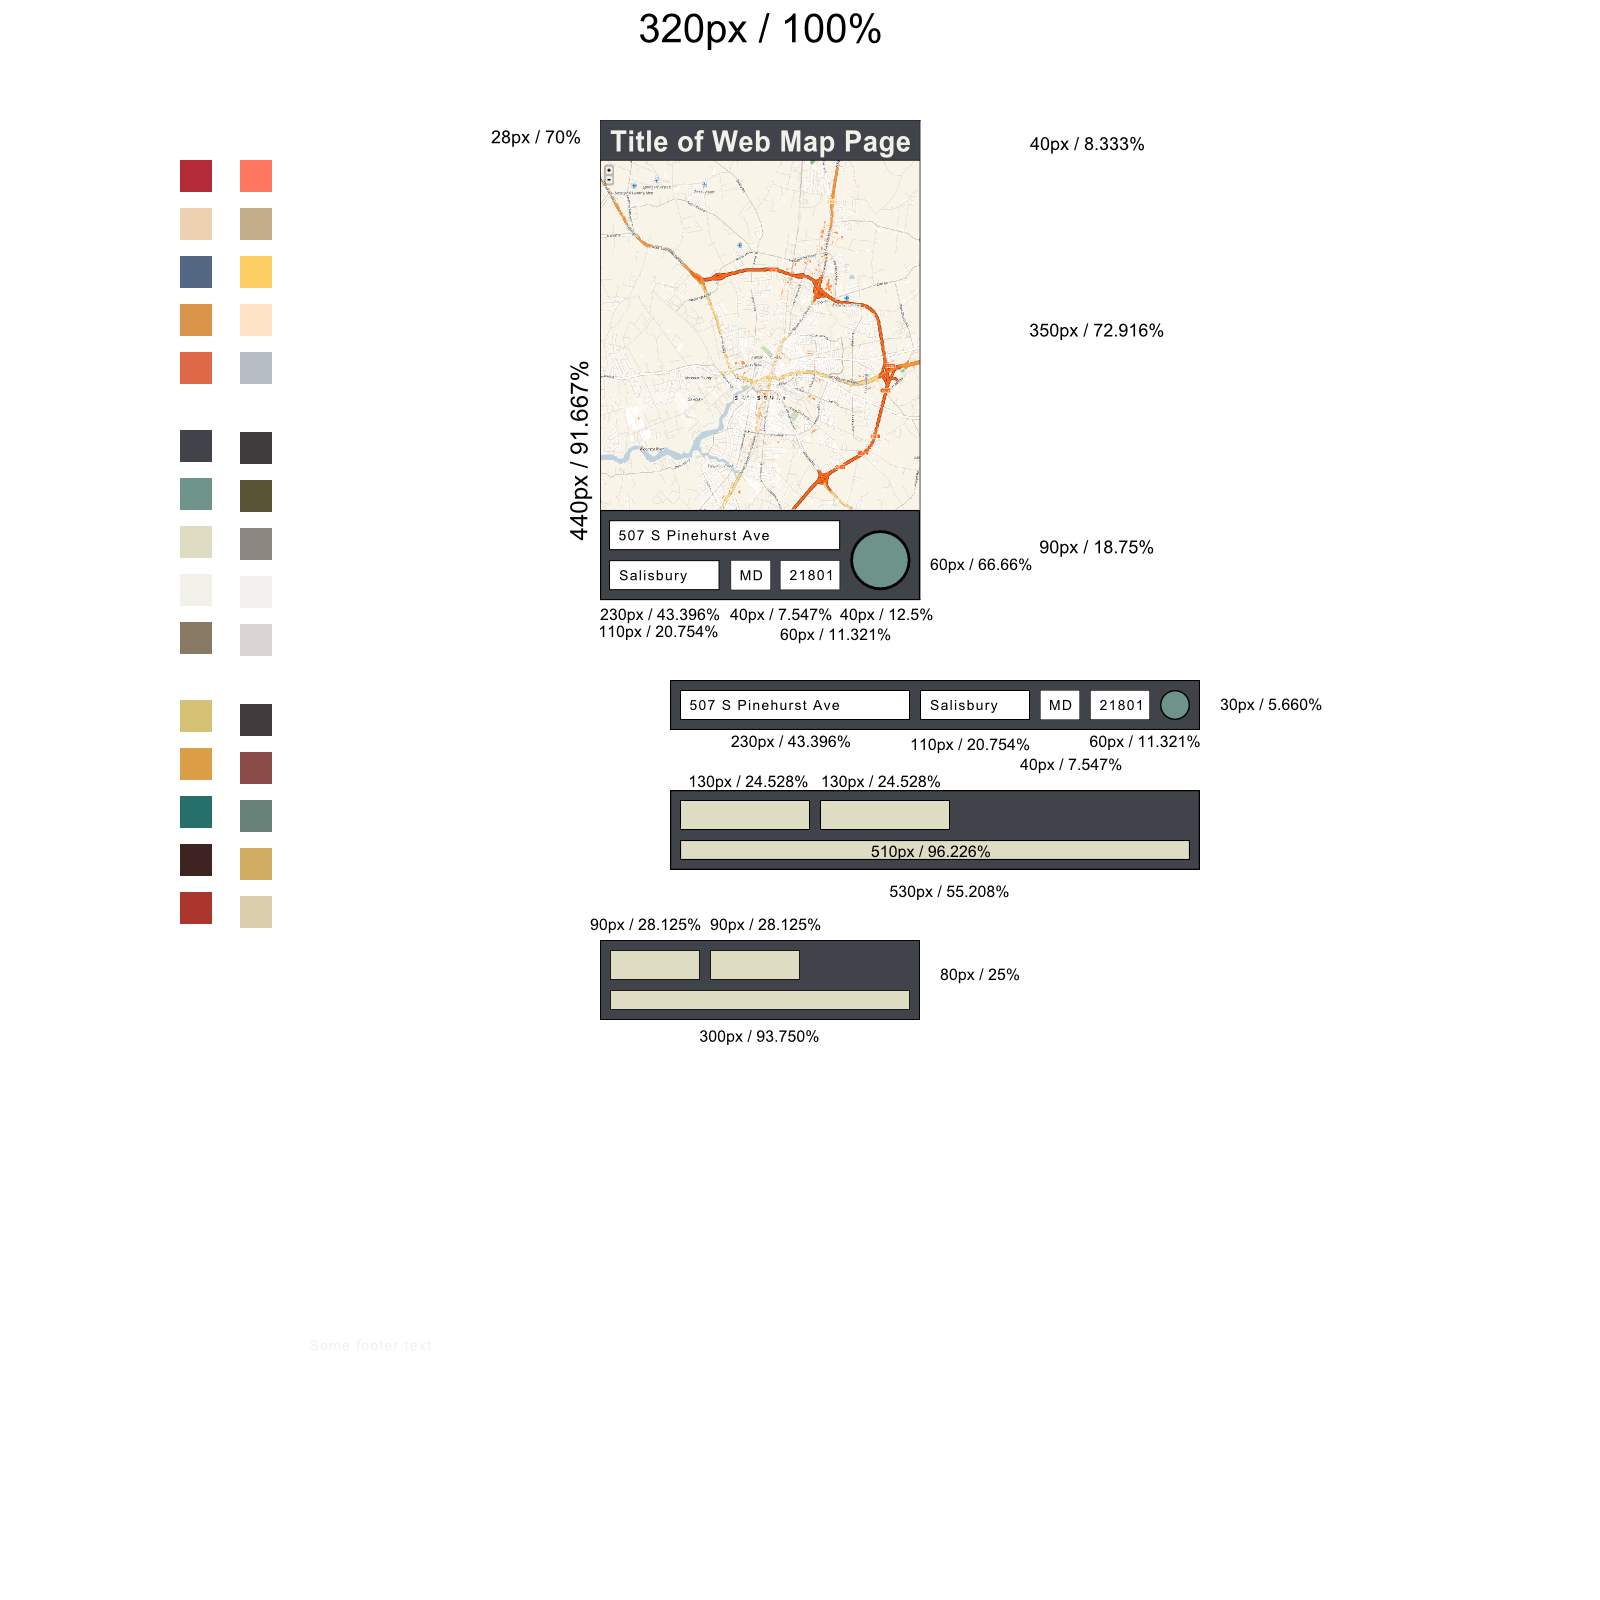 320px / 100%
28px / 70%
Title of Web Map Page
40px / 8.333%
350px / 72.916%
440px / 91.667%
507 S Pinehurst Ave
90px / 18.75%
60px / 66.66%
Salisbury
MD
21801
230px / 43.396%
40px / 7.547%
40px / 12.5%
110px / 20.754%
60px / 11.321%
507 S Pinehurst Ave
Salisbury
MD
21801
30px / 5.660%
230px / 43.396%
110px / 20.754%
60px / 11.321%
40px / 7.547%
130px / 24.528%
130px / 24.528%
510px / 96.226%
530px / 55.208%
90px / 28.125%
90px / 28.125%
80px / 25%
300px / 93.750%
Some footer text